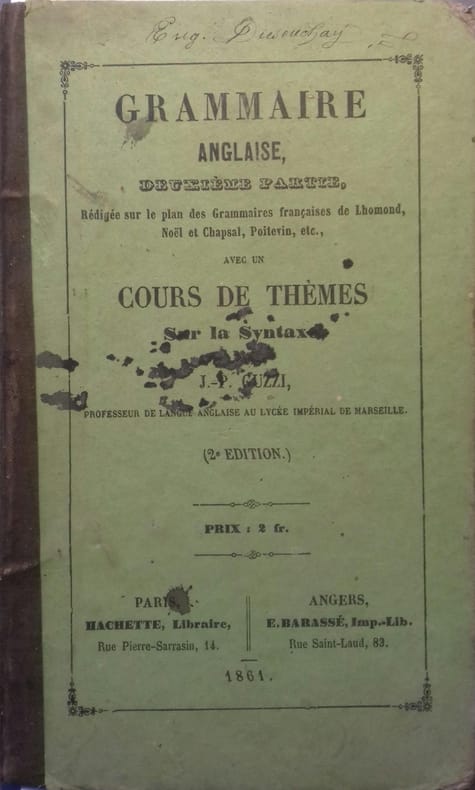 Eug.
GRAMMAIRE
ANGLAISE,
DEUXIÈME PARTIE,
Rédigée sur le plan des Grammaires françaises de Lhomond,
Noël et Chapsal, Poitevin, etc.,
AVEC UN
COURS DE THÈMES
Sur la Syntaxe
J.-P. GUZZI,
PROFESSEUR DE LANGUE ANGLAISE AU LYCÉE IMPÉRIAL DE MARSEILLE.
(2e EDITION.)
PRIX : 2 fr.
PARIS,
HACHETTE, Libraire,
Rue Pierre-Sarrasin, 14.
ANGERS,
E. BARASSÉ, Imp.-Lib.
Rue Saint-Laud, 83.
1861.